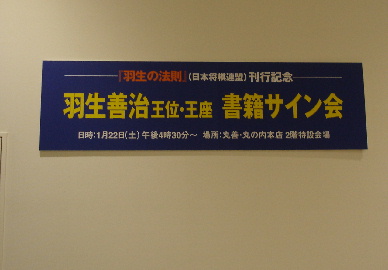 『羽生の法則』(日本将棋連盟)刊行記念
羽生善治王位・王座 書籍サイン会
日時:1月22日(土)午後4時30分〜 場所:丸善・丸の内本店 2階特設会場